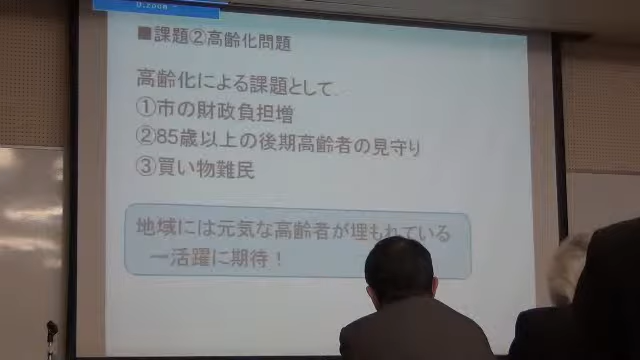 ■課題②高齢化問題
高齢化による課題として、
①市の財政負担増
②85歳以上の後期高齢者の見守り
③買い物難民
地域には元気な高齢者が埋もれている
―活躍に期待！